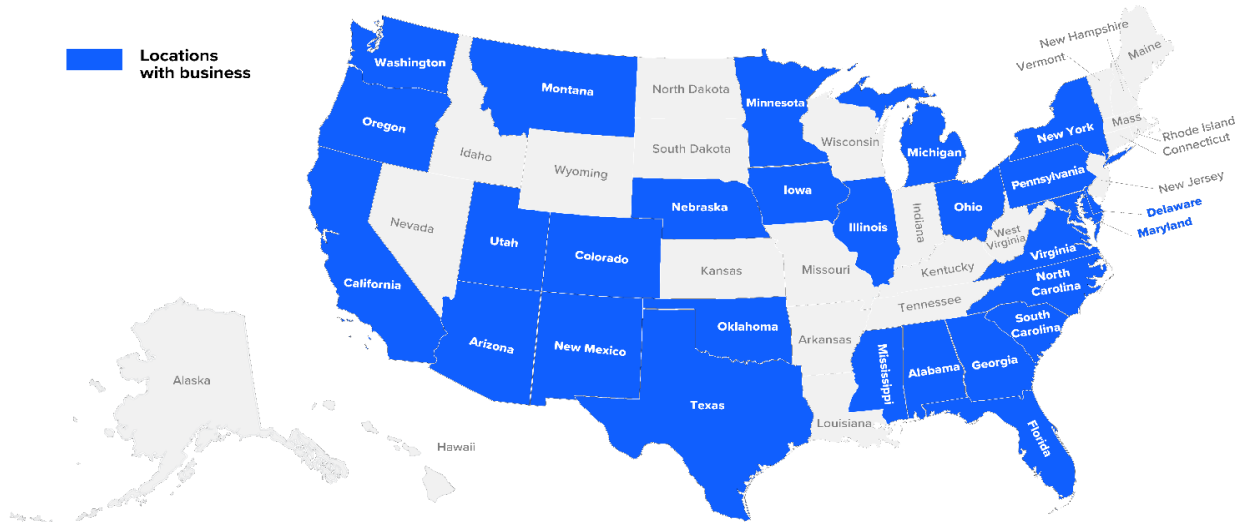 Locations
with business
Washington
Oregon
California
Nevada
Idaho
Montana
Wyoming
Utah
Colorado
Arizona
New Mexico
North Dakota
South Dakota
Nebraska
Kansas
Oklahoma
Texas
Minnesota
Iowa
Missouri
Arkansas
Louisiana
Wisconsin
Illinois
Michigan
Indiana
Ohio
Kentucky
Tennessee
Mississippi
Alabama
Georgia
Florida
South
Carolina
North
Carolina
Virginia
West
Virginia
Pennsylvania
New York
New Hampshire
Vermont
Maine
Mass
Rhode Island
Connecticut
New Jersey
Delaware
Maryland
Alaska
Hawaii